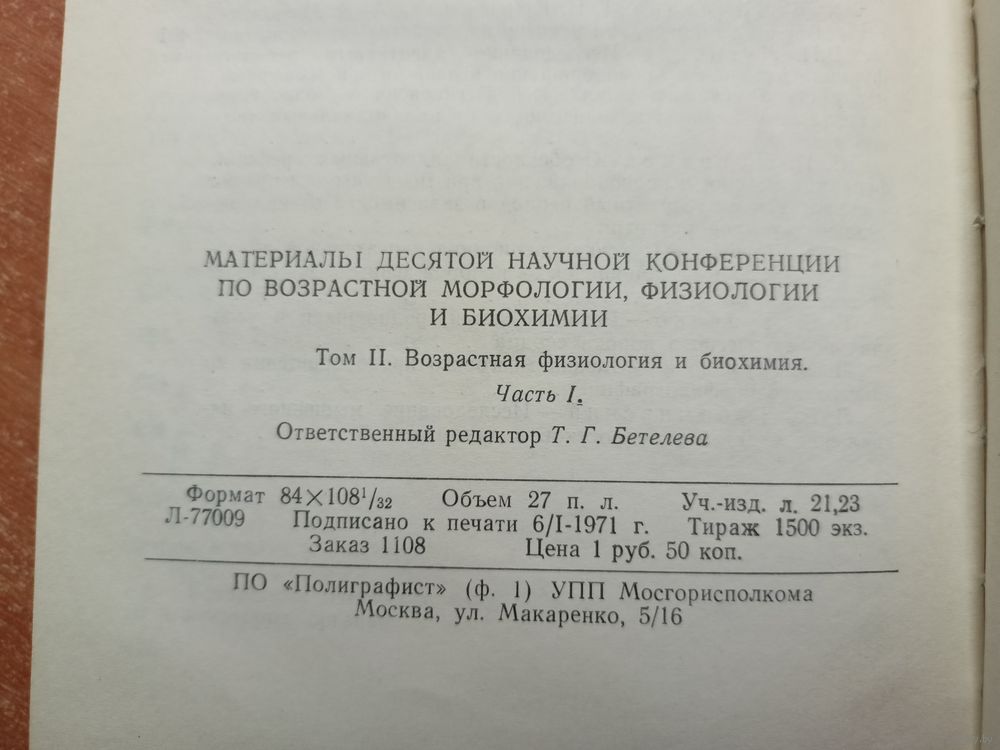 МАТЕРИАЛЫ ДЕСЯТОЙ НАУЧНОЙ КОНФЕРЕНЦИИ
ПО ВОЗРАСТНОЙ МОРФОЛОГИИ, ФИЗИОЛОГИИ
И БИОХИМИИ
Том II. Возрастная физиология и биохимия.
Часть I.
Ответственный редактор Т. Г. Бетелева
Формат 84×108¹/₃₂ Объем 27 п. л. Уч.-изд. л. 21,23
Л-77009 Подписано к печати 6/I-1971 г. Тираж 1500 экз.
Заказ 1108 Цена 1 руб. 50 коп.
ПО «Полиграфист» (ф. 1) УПП Мосгорисполкома
Москва, ул. Макаренко, 5/16